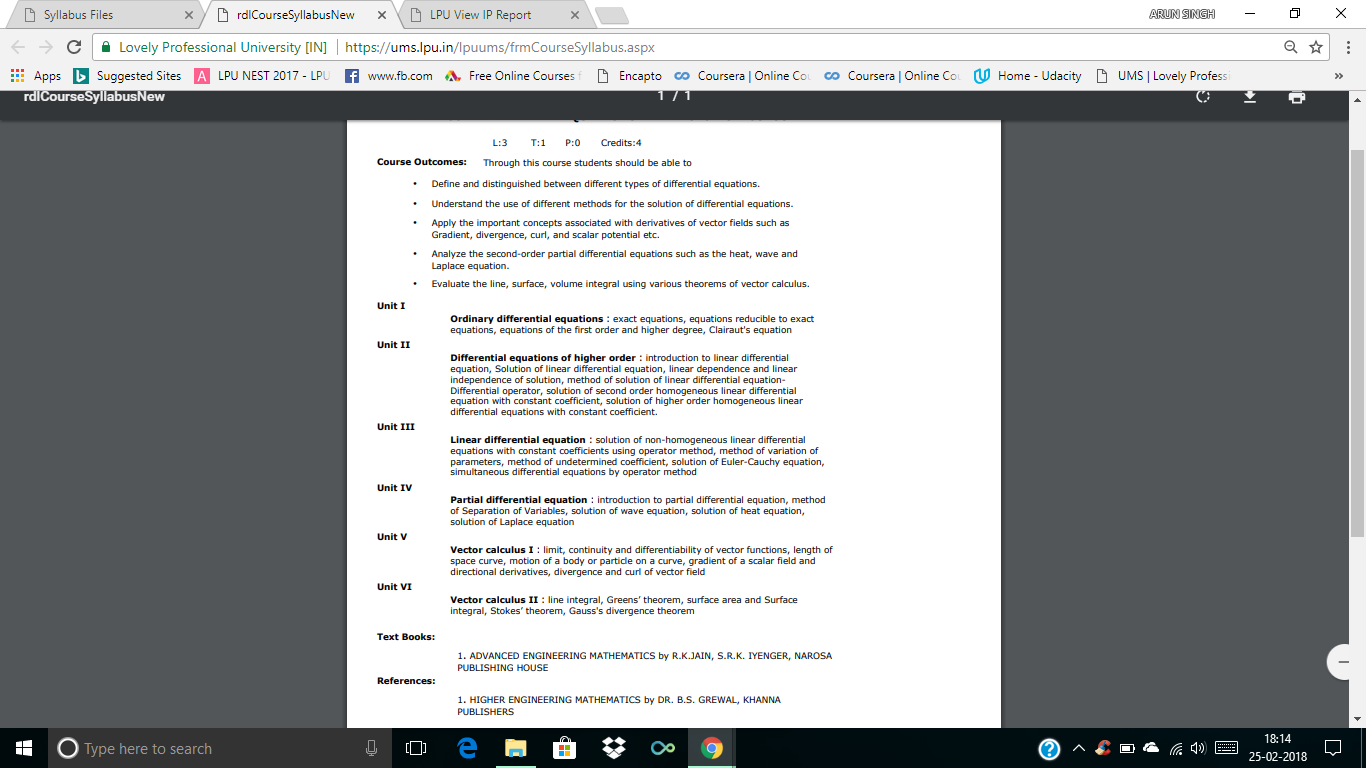 Syllabus Files
rdlCourseSyllabusNew
LPU View IP Report
ARUN SINGH
Lovely Professional University [IN] https://ums.lpu.in/lpuums/frmCourseSyllabus.aspx
Apps Suggested Sites LPU NEST 2017 - LPU www.fb.com Free Online Courses Encapto Coursera | Online Cou Coursera | Online Cou Home - Udacity UMS | Lovely Profess
rdlCourseSyllabusNew 1 / 1
L:3 T:1 P:0 Credits:4
Course Outcomes: Through this course students should be able to
• Define and distinguished between different types of differential equations.
• Understand the use of different methods for the solution of differential equations.
• Apply the important concepts associated with derivatives of vector fields such as
Gradient, divergence, curl, and scalar potential etc.
• Analyze the second-order partial differential equations such as the heat, wave and
Laplace equation.
• Evaluate the line, surface, volume integral using various theorems of vector calculus.
Unit I
Ordinary differential equations : exact equations, equations reducible to exact
equations, equations of the first order and higher degree, Clairaut's equation
Unit II
Differential equations of higher order : introduction to linear differential
equation, Solution of linear differential equation, linear dependence and linear
independence of solution, method of solution of linear differential equation-
Differential operator, solution of second order homogeneous linear differential
equation with constant coefficient, solution of higher order homogeneous linear
differential equations with constant coefficient.
Unit III
Linear differential equation : solution of non-homogeneous linear differential
equations with constant coefficients using operator method, method of variation of
parameters, method of undetermined coefficient, solution of Euler-Cauchy equation,
simultaneous differential equations by operator method
Unit IV
Partial differential equation : introduction to partial differential equation, method
of Separation of Variables, solution of wave equation, solution of heat equation,
solution of Laplace equation
Unit V
Vector calculus I : limit, continuity and differentiability of vector functions, length of
space curve, motion of a body or particle on a curve, gradient of a scalar field and
directional derivatives, divergence and curl of vector field
Unit VI
Vector calculus II : line integral, Greens’ theorem, surface area and Surface
integral, Stokes’ theorem, Gauss's divergence theorem
Text Books:
1. ADVANCED ENGINEERING MATHEMATICS by R.K.JAIN, S.R.K. IYENGER, NAROSA
PUBLISHING HOUSE
References:
1. HIGHER ENGINEERING MATHEMATICS by DR. B.S. GREWAL, KHANNA
PUBLISHERS
Type here to search
18:14
25-02-2018